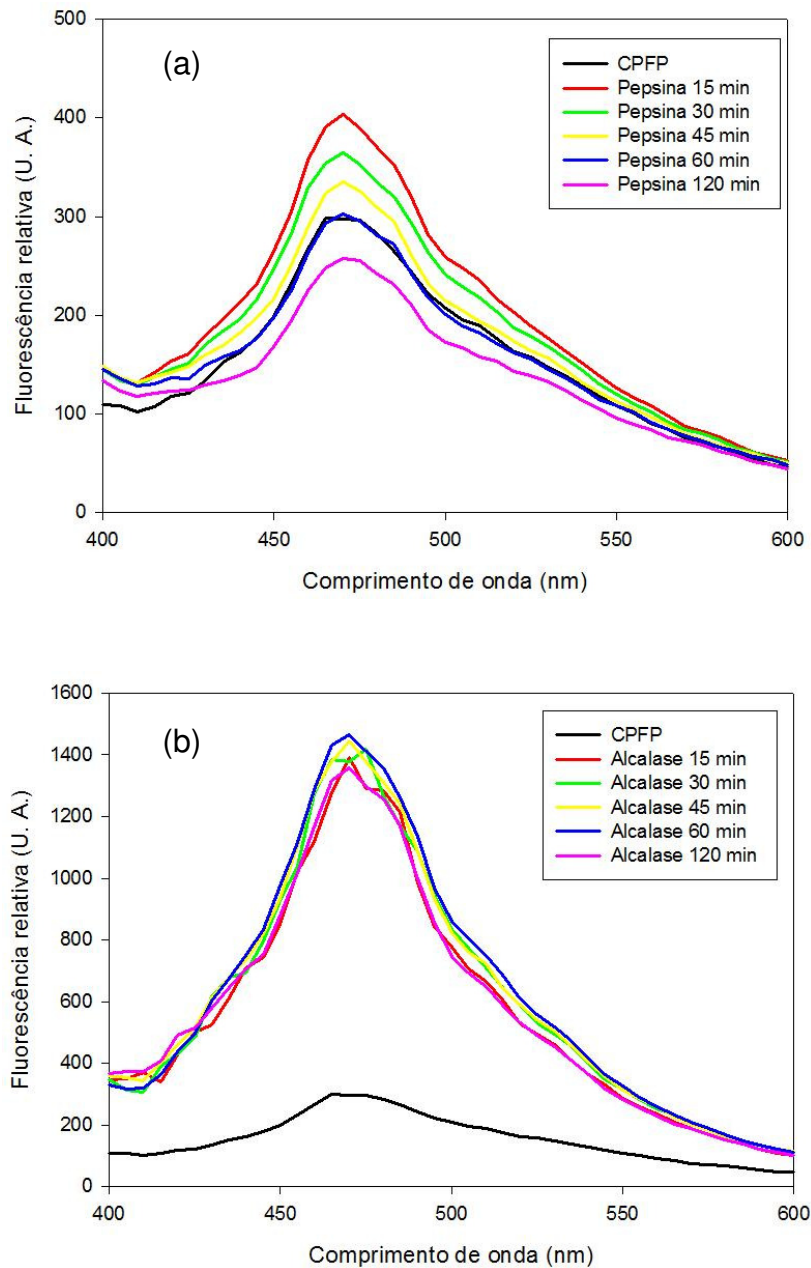 500
400
300
200
100
0
Fluorescência relativa (U. A.)
(a)
CPFP
Pepsina 15 min
Pepsina 30 min
Pepsina 45 min
Pepsina 60 min
Pepsina 120 min
400 450 500 550 600
Comprimento de onda (nm)
1600
1400
1200
1000
800
600
400
200
0
Fluorescência relativa (U. A.)
(b)
CPFP
Alcalase 15 min
Alcalase 30 min
Alcalase 45 min
Alcalase 60 min
Alcalase 120 min
400 450 500 550 600
Comprimento de onda (nm)